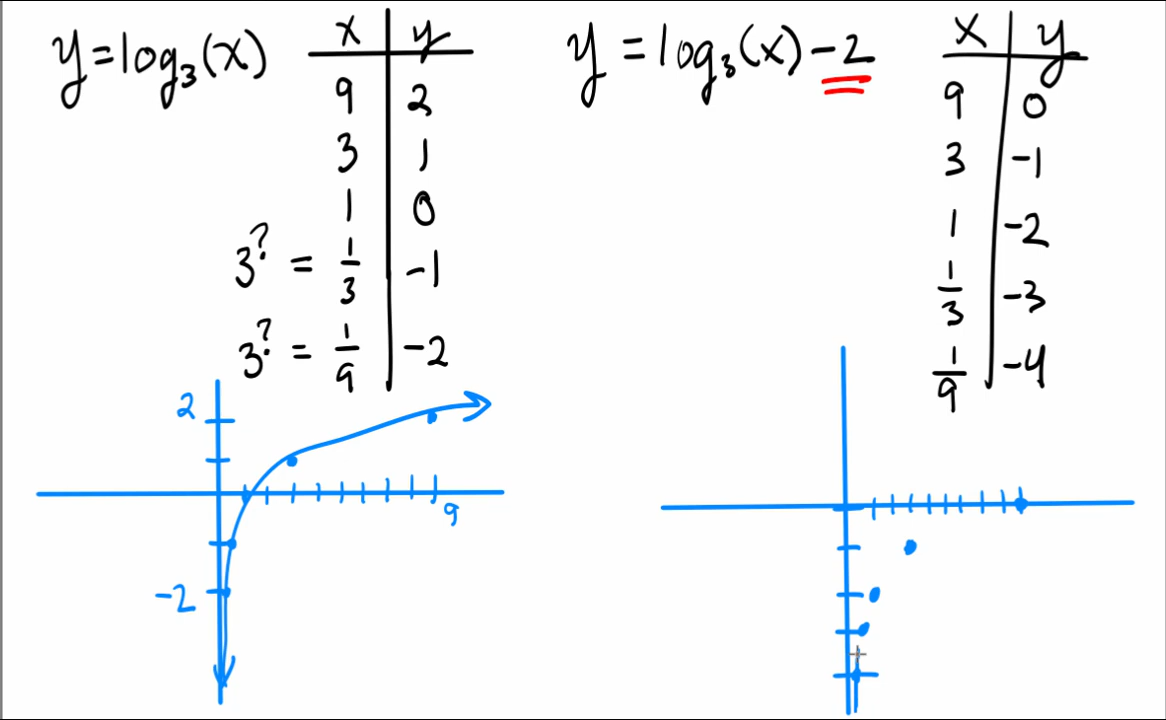 y=log₃(x) x y
9 2
3 1
1 0
3^? = 1/3 -1
3^? = 1/9 -2
2
9
-2
y=log₃(x)-2 x y
9 0
3 -1
1 -2
1/3 -3
1/9 -4